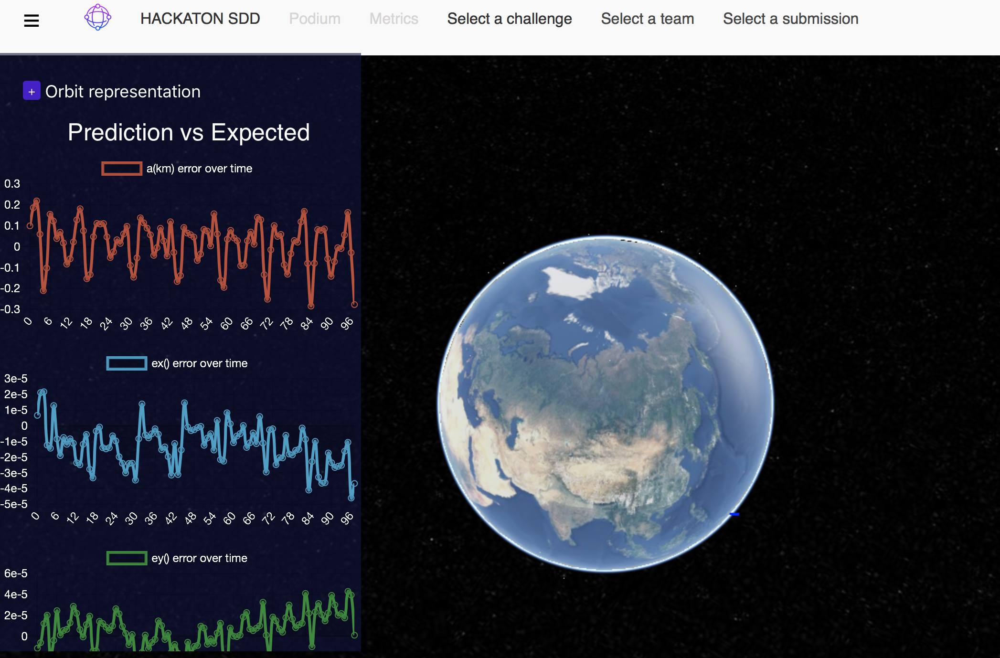 HACKATON SDD Podium Metrics Select a challenge Select a team Select a submission
+ Orbit representation
Prediction vs Expected
a(km) error over time
0.3
0.2
0.1
0
-0.1
-0.2
-0.3
0 6 12 18 24 30 36 42 48 54 60 66 72 78 84 90 96
ex() error over time
3e-5
2e-5
1e-5
0
-1e-5
-2e-5
-3e-5
-4e-5
-5e-5
0 6 12 18 24 30 36 42 48 54 60 66 72 78 84 90 96
ey() error over time
6e-5
4e-5
2e-5
0